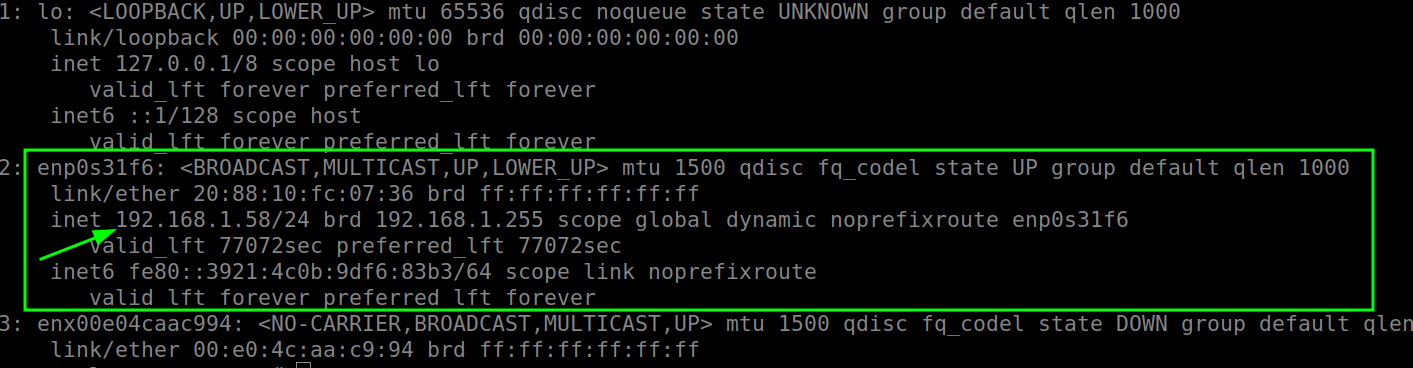 1: lo: <LOOPBACK,UP,LOWER_UP> mtu 65536 qdisc noqueue state UNKNOWN group default qlen 1000
link/loopback 00:00:00:00:00:00 brd 00:00:00:00:00:00
inet 127.0.0.1/8 scope host lo
valid_lft forever preferred_lft forever
inet6 ::1/128 scope host
valid_lft forever preferred_lft forever
2: enp0s31f6: <BROADCAST,MULTICAST,UP,LOWER_UP> mtu 1500 qdisc fq_codel state UP group default qlen 1000
link/ether 20:88:10:fc:07:36 brd ff:ff:ff:ff:ff:ff
inet 192.168.1.58/24 brd 192.168.1.255 scope global dynamic noprefixroute enp0s31f6
valid_lft 77072sec preferred_lft 77072sec
inet6 fe80::3921:4c0b:9df6:83b3/64 scope link noprefixroute
valid_lft forever preferred_lft forever
3: enx00e04caac994: <NO-CARRIER,BROADCAST,MULTICAST,UP> mtu 1500 qdisc fq_codel state DOWN group default qlen
link/ether 00:e0:4c:aa:c9:94 brd ff:ff:ff:ff:ff:ff